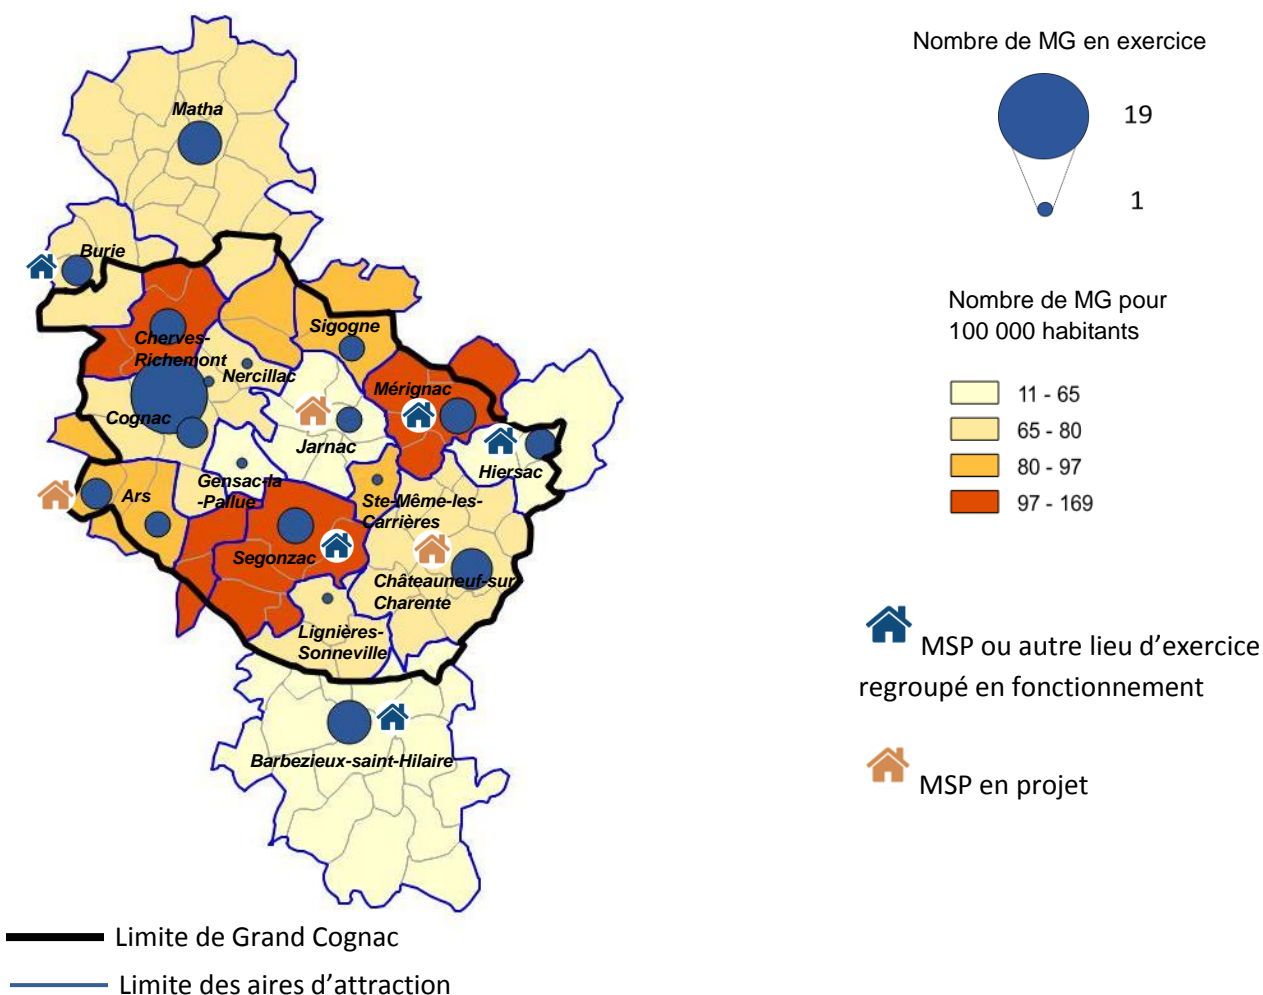 Matha
Burie
Cherves-
Richemont
Sigogne
Nercillac
Mérignac
Cognac
Jarnac
Hiersac
Gensac-la
-Pallue
Ars
Ste-Même-les-
Carrières
Segonzac
Châteauneuf-sur
Charente
Lignières-
Sonneville
Barbezieux-saint-Hilaire
Limite de Grand Cognac
Limite des aires d’attraction
Nombre de MG en exercice
19
1
Nombre de MG pour
100 000 habitants
11 - 65
65 - 80
80 - 97
97 - 169
MSP ou autre lieu d’exercice
regroupé en fonctionnement
MSP en projet